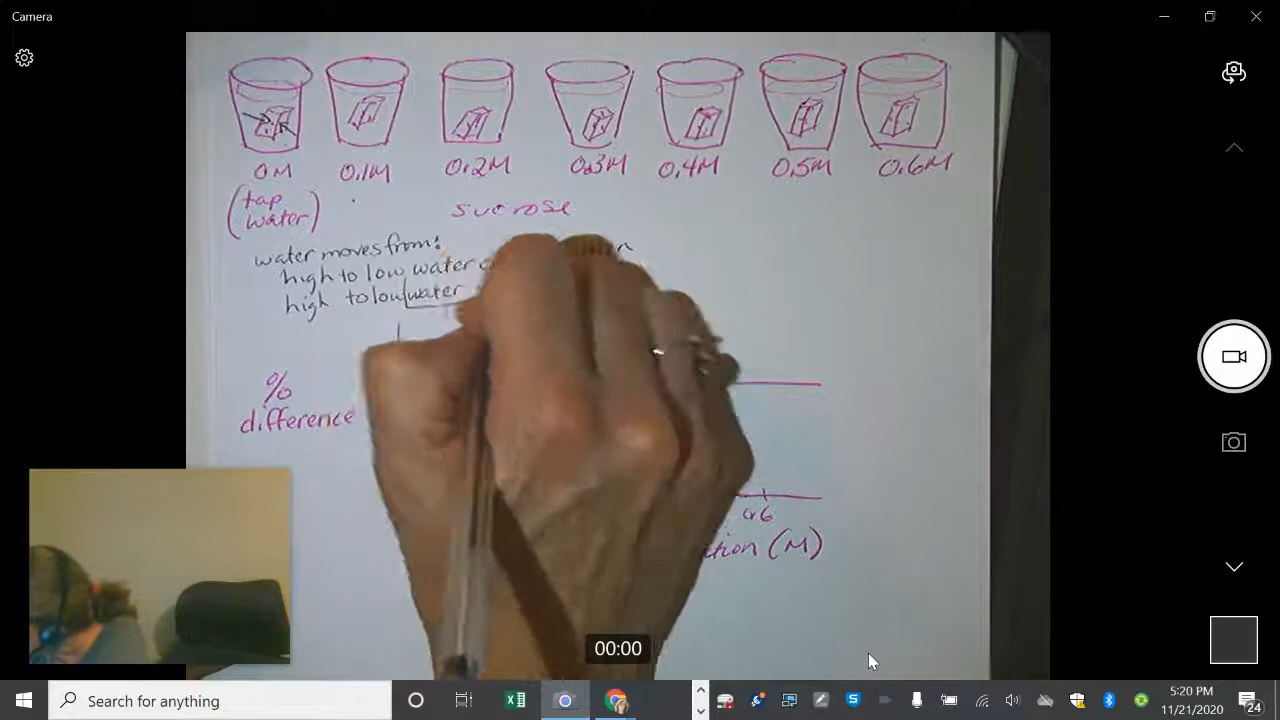 Camera
0M 0.1M 0.2M 0.3M 0.4M 0.5M 0.6M
(tap water)
sucrose
water moves from:
high to low water
high to low water
%
difference
0.6
(M)
00:00
Search for anything
5:20 PM
11/21/2020
24